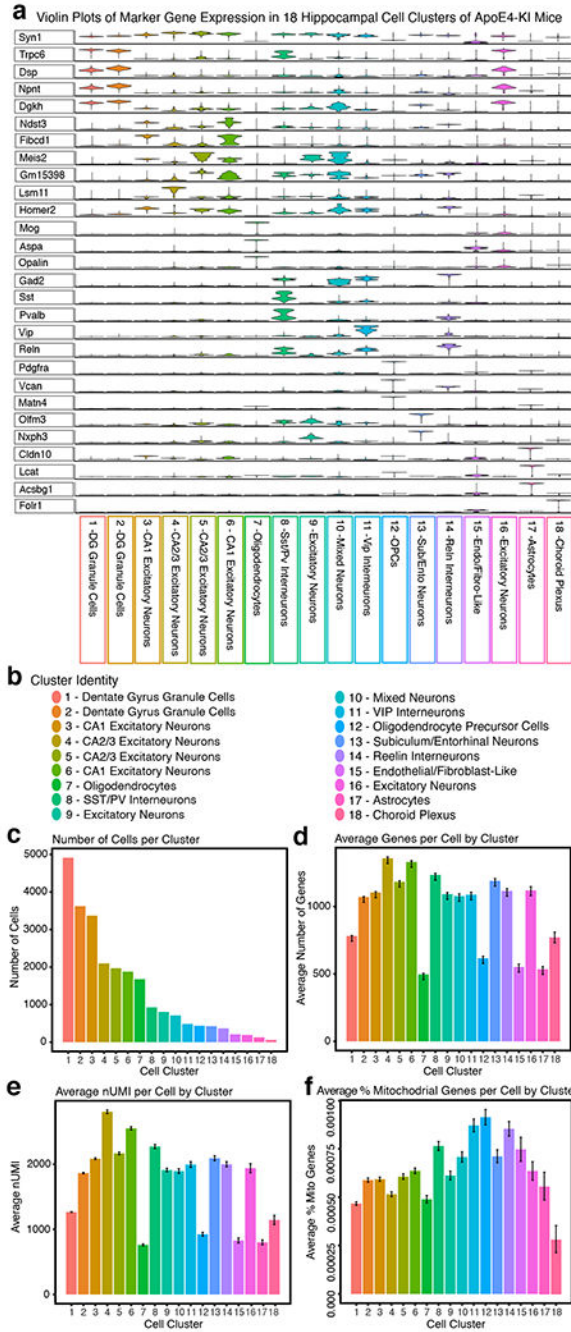 a
Violin Plots of Marker Gene Expression in 18 Hippocampal Cell Clusters of ApoE4-KI Mice
Syn1
Trpc6
Dsp
Npnt
Dgkh
Ndst3
Fibcd1
Meis2
Gm15398
Lsm11
Homer2
Mog
Aspa
Opalin
Gad2
Sst
Pvalb
Vip
Reln
Pdgfra
Vcan
Matn4
Olfm3
Nxph3
Cldn10
Lcat
Acsbg1
Folr1
1 -DG Granule Cells
2 -DG Granule Cells
3 -CA1 Excitatory Neurons
4 -CA2/3 Excitatory Neurons
5 -CA2/3 Excitatory Neurons
6 - CA1 Excitatory Neurons
7 -Oligodendrocytes
8 -Sst/Pv Interneurons
9 -Excitatory Neurons
10 -Mixed Neurons
11 -Vip Interneurons
12 -OPCs
13 -Sub/Ento Neurons
14 -Reln Interneurons
15 -Endo/Fibro-Like
16 -Excitatory Neurons
17 -Astrocytes
18 -Choroid Plexus
b Cluster Identity
1 - Dentate Gyrus Granule Cells
2 - Dentate Gyrus Granule Cells
3 - CA1 Excitatory Neurons
4 - CA2/3 Excitatory Neurons
5 - CA2/3 Excitatory Neurons
6 - CA1 Excitatory Neurons
7 - Oligodendrocytes
8 - SST/PV Interneurons
9 - Excitatory Neurons
10 - Mixed Neurons
11 - VIP Interneurons
12 - Oligodendrocyte Precursor Cells
13 - Subiculum/Entorhinal Neurons
14 - Reelin Interneurons
15 - Endothelial/Fibroblast-Like
16 - Excitatory Neurons
17 - Astrocytes
18 - Choroid Plexus
c
Number of Cells per Cluster
Number of Cells
5000
4000
3000
2000
1000
0
1 2 3 4 5 6 7 8 9 10 11 12 13 14 15 16 17 18
Cell Cluster
d
Average Genes per Cell by Cluster
Average Number of Genes
1000
500
0
1 2 3 4 5 6 7 8 9 10 11 12 13 14 15 16 17 18
Cell Cluster
e
Average nUMI per Cell by Cluster
Average nUMI
2000
1000
0
1 2 3 4 5 6 7 8 9 10 11 12 13 14 15 16 17 18
Cell Cluster
f
Average % Mitochodrial Genes per Cell by Cluster
Average % Mito Genes
0.00100
0.00075
0.00050
0.00025
0.000
1 2 3 4 5 6 7 8 9 10 11 12 13 14 15 16 17 18
Cell Cluster